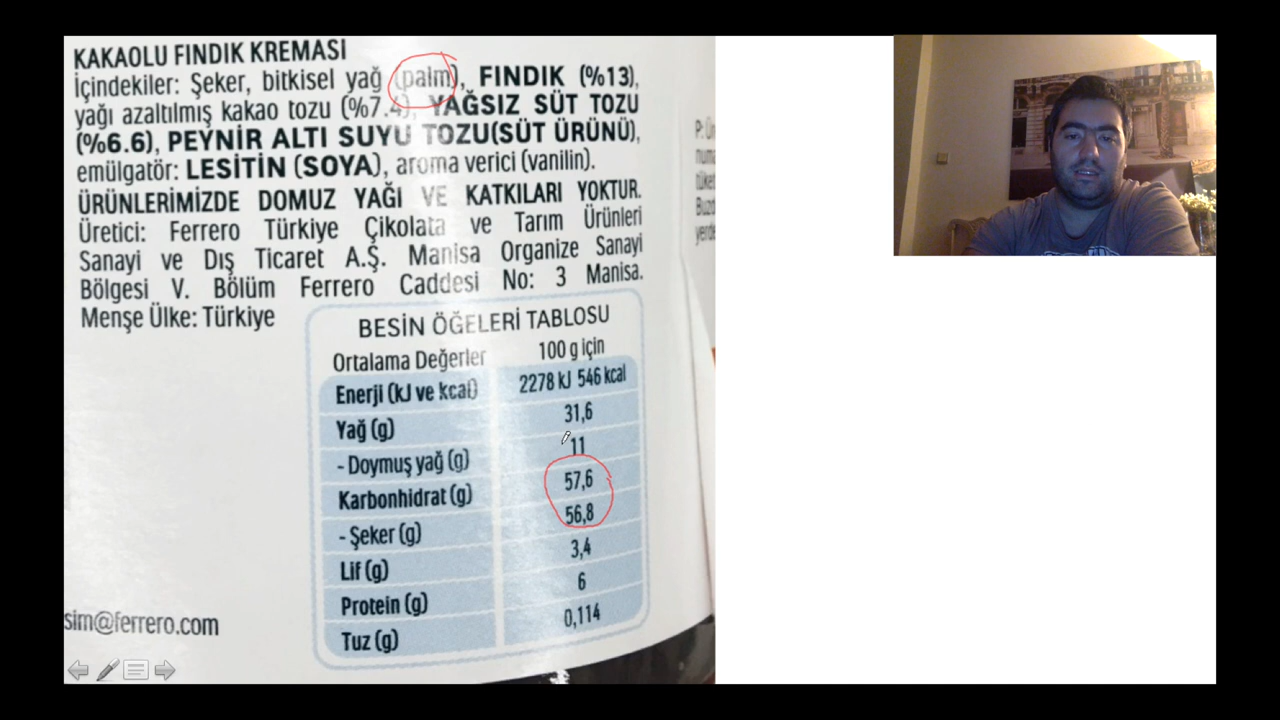 KAKAOLU FINDIK KREMASI
İçindekiler: Şeker, bitkisel yağ (palm), FINDIK (%13),
yağı azaltılmış kakao tozu (%7.4), YAĞSIZ SÜT TOZU
(%6.6), PEYNİR ALTI SUYU TOZU(SÜT ÜRÜNÜ),
emülgatör: LESİTİN (SOYA), aroma verici (vanilin).
ÜRÜNLERİMİZDE DOMUZ YAĞI VE KATKILARI YOKTUR.
Üretici: Ferrero Türkiye Çikolata ve Tarım Ürünleri
Sanayi ve Dış Ticaret A.Ş. Manisa Organize Sanayi
Bölgesi V. Bölüm Ferrero Caddesi No: 3 Manisa.
Menşe Ülke: Türkiye
BESİN ÖĞELERİ TABLOSU
Ortalama Değerler 100 g için
Enerji (kJ ve kcal) 2278 kJ 546 kcal
Yağ (g) 31,6
- Doymuş yağ (g) 11
Karbonhidrat (g) 57,6
- Şeker (g) 56,8
Lif (g) 3,4
Protein (g) 6
Tuz (g) 0,114
sim@ferrero.com